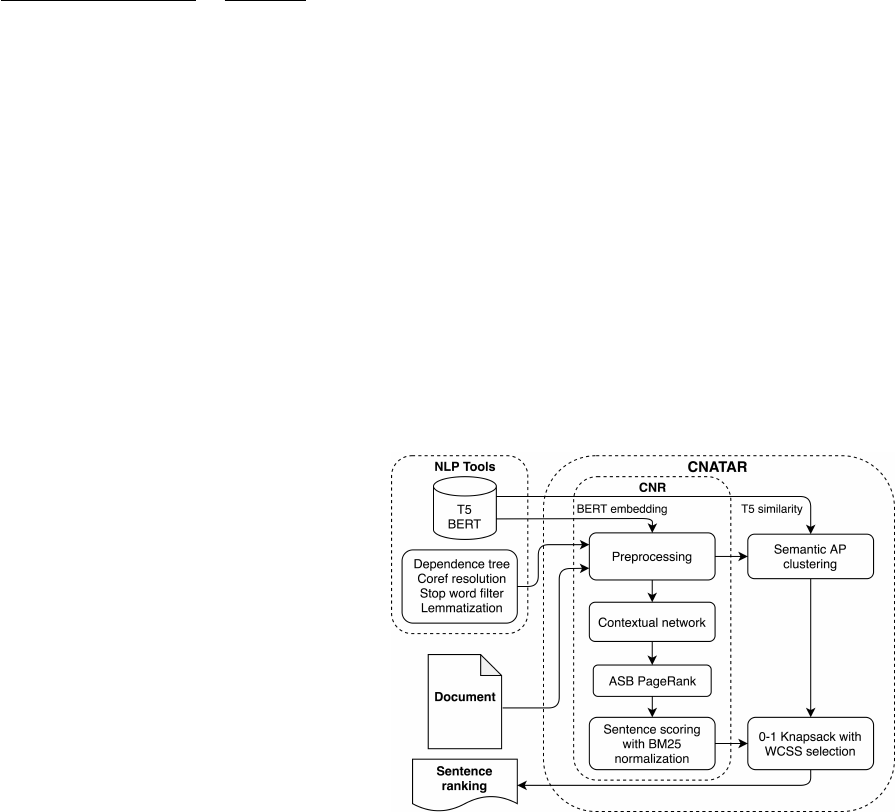 NLP Tools
T5
BERT
Dependence tree
Coref resolution
Stop word filter
Lemmatization
Document
Sentence
ranking
CNATAR
CNR
BERT embedding
T5 similarity
Preprocessing
Contextual network
ASB PageRank
Sentence scoring
with BM25
normalization
Semantic AP
clustering
0-1 Knapsack with
WCSS selection